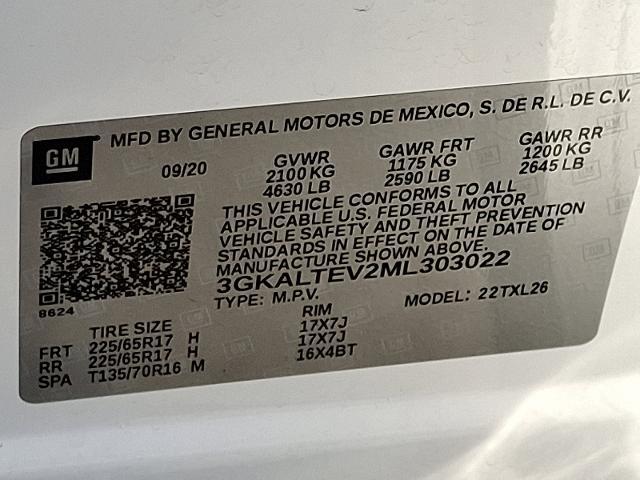 GM
MFD BY GENERAL MOTORS DE MEXICO, S. DE R.L. DE C.V.
09/20 GVWR GAWR FRT GAWR RR
2100 KG 1175 KG 1200 KG
4630 LB 2590 LB 2645 LB
THIS VEHICLE CONFORMS TO ALL
APPLICABLE U.S. FEDERAL MOTOR
VEHICLE SAFETY AND THEFT PREVENTION
STANDARDS IN EFFECT ON THE DATE OF
MANUFACTURE SHOWN ABOVE.
3GKALTEV2ML303022
TYPE: M.P.V. MODEL: 22TXL26
8624
TIRE SIZE RIM
FRT 225/65R17 H 17X7J
RR 225/65R17 H 17X7J
SPA T135/70R16 M 16X4BT